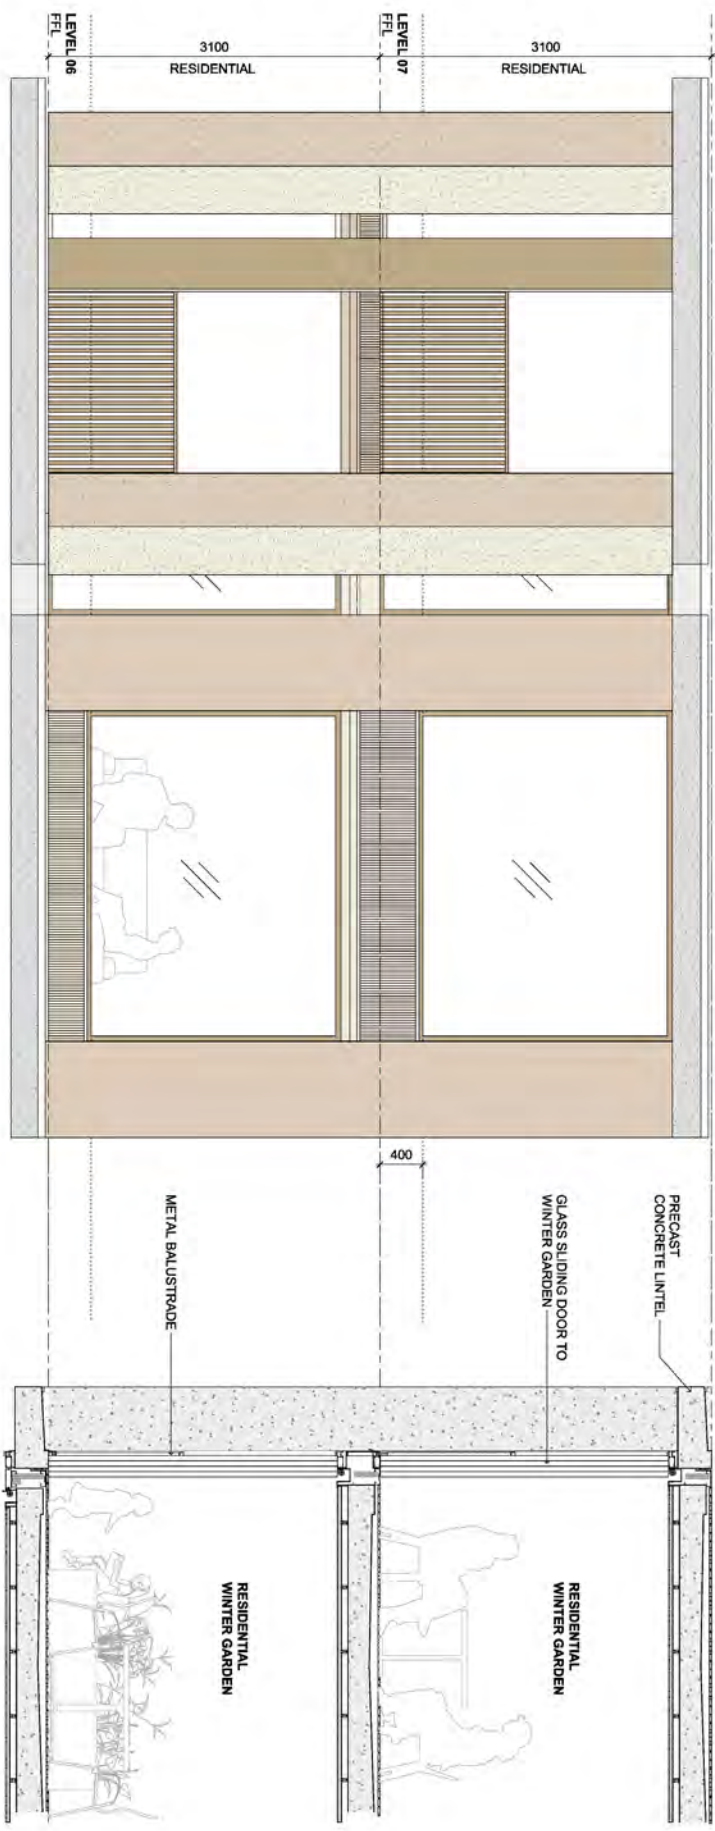 3100
RESIDENTIAL
LEVEL 07
FFL
3100
RESIDENTIAL
LEVEL 06
FFL
400
PRECAST
CONCRETE LINTEL
GLASS SLIDING DOOR TO
WINTER GARDEN
METAL BALUSTRADE
RESIDENTIAL
WINTER GARDEN
RESIDENTIAL
WINTER GARDEN